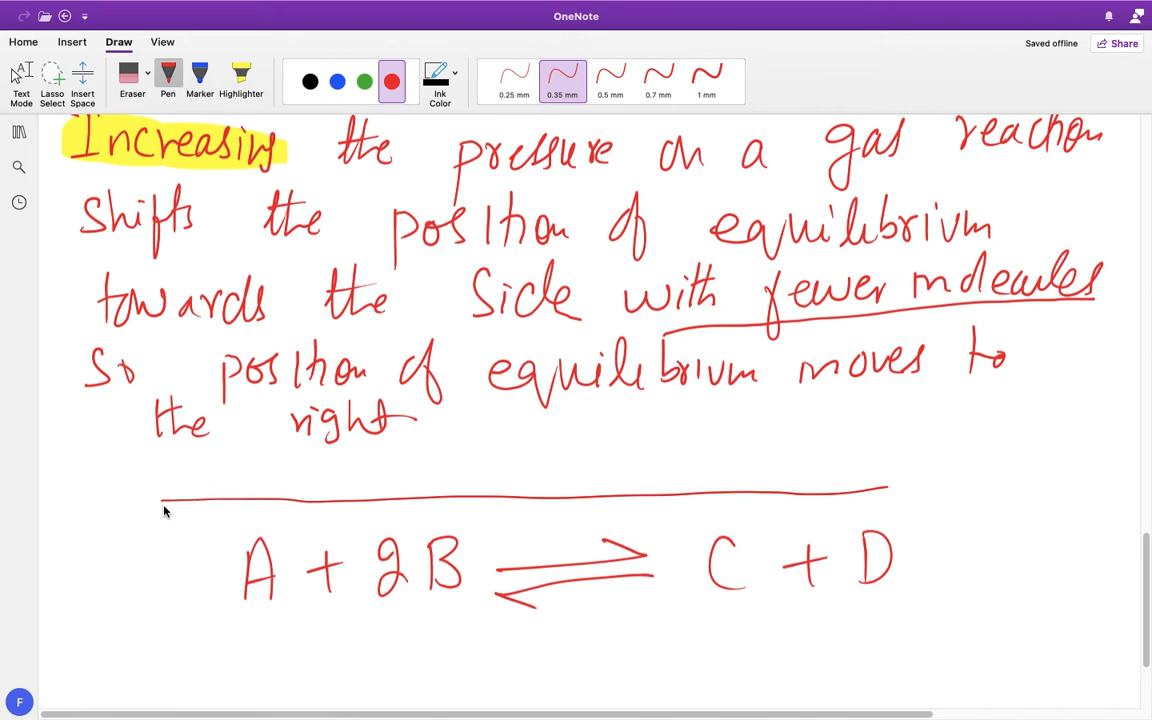 OneNote
Home Insert Draw View
Saved offline Share
Text Mode Lasso Select Insert Space Eraser Pen Marker Highlighter Ink Color 0.25 mm 0.35 mm 0.5 mm 0.7 mm 1 mm
Increasing the pressure on a gas reaction
shifts the position of equilibrium
towards the side with fewer molecules
So position of equilibrium moves to
the right
A + 2B ⇌ C + D
F